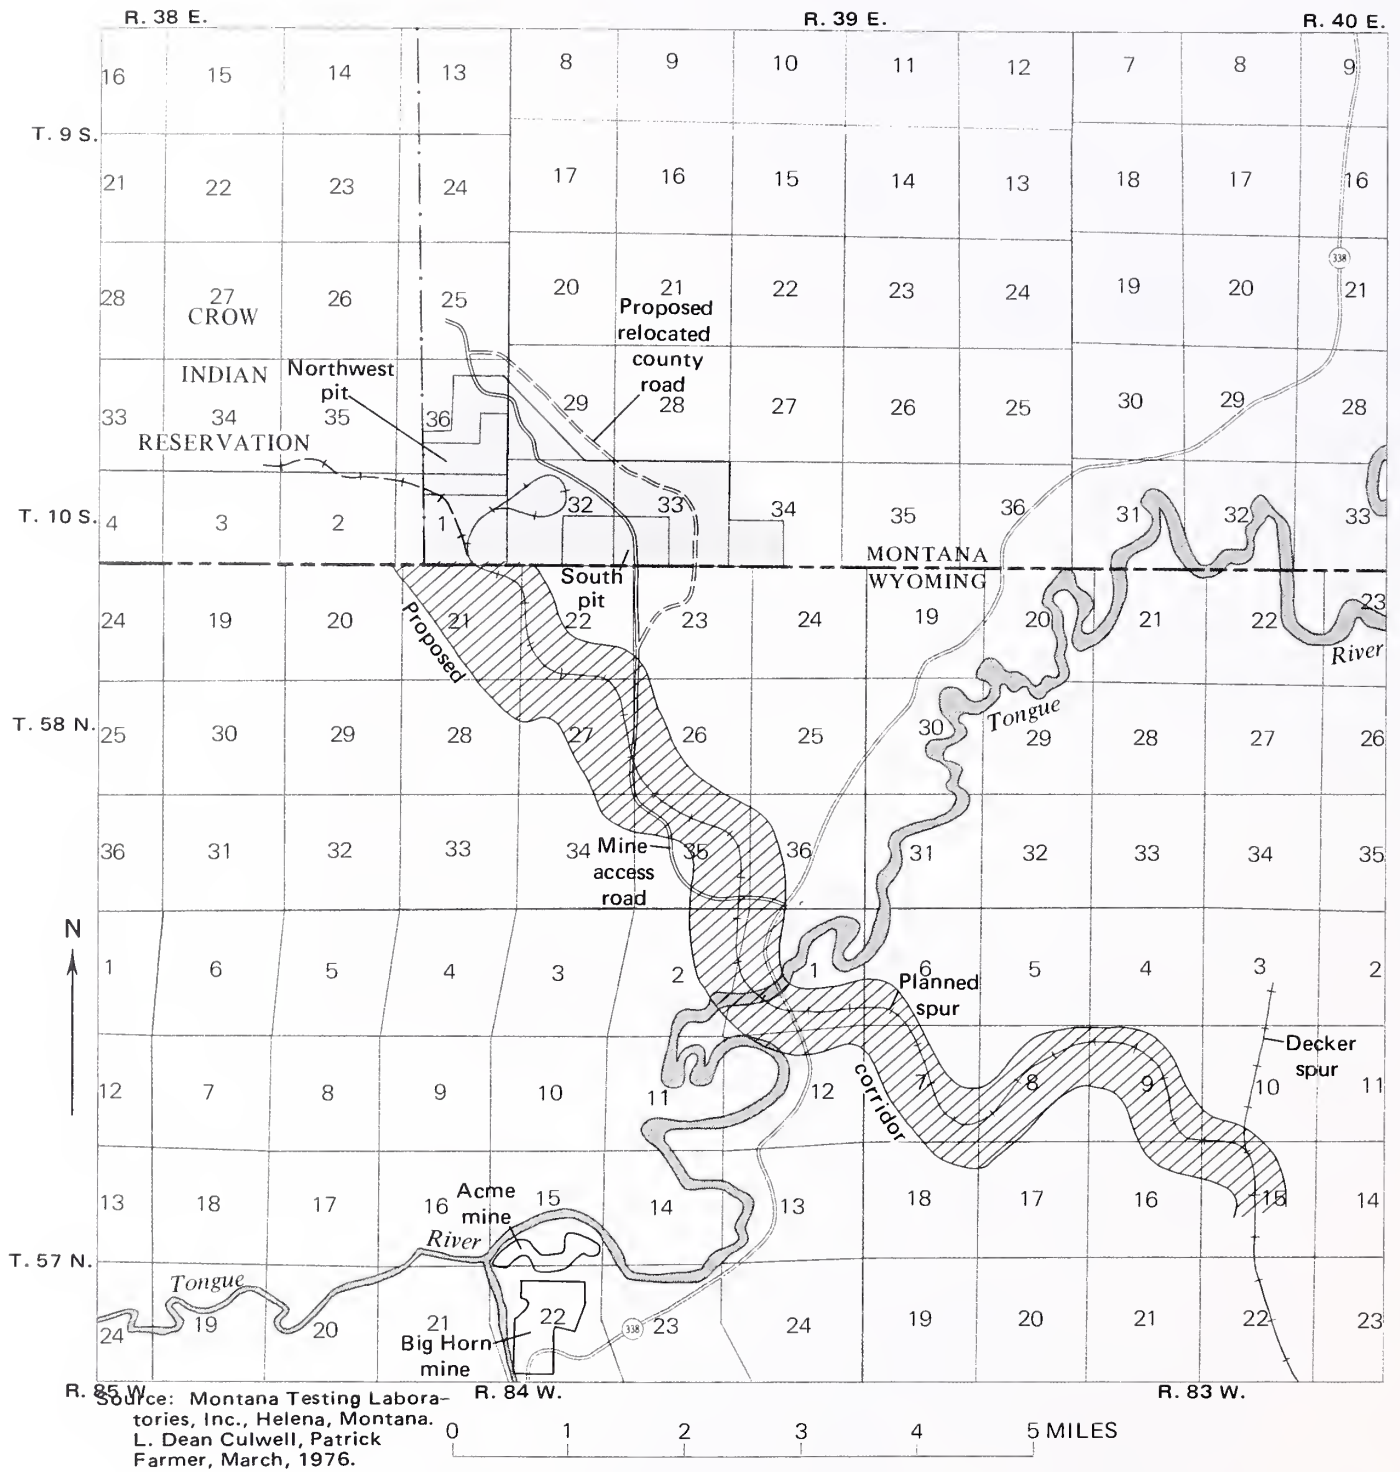 R. 38 E. R. 39 E. R. 40 E.
16 15 14 13 8 9 10 11 12 7 8 9
T. 9 S.
21 22 23 24 17 16 15 14 13 18 17 16
338
28 27 26 25 20 21 22 23 24 19 20 21
CROW
Proposed
relocated
county
road
INDIAN
Northwest
pit
33 34 35 36 29 28 27 26 25 30 29 28
RESERVATION
T. 10 S.
4 3 2 1 32 33 34 35 36 31 32 33
MONTANA
WYOMING
South
pit
24 19 20 21 22 23 24 19 20 21 22 23
Proposed
River
Tongue
T. 58 N.
25 30 29 28 27 26 25 30 29 28 27 26
36 31 32 33 34 35 36 31 32 33 34 35
Mine
access
road
N
1 6 5 4 3 2 1 6 5 4 3 2
Planned
spur
Decker
spur
12 7 8 9 10 11 12 7 8 9 10 11
corridor
13 18 17 16 15 14 13 18 17 16 15 14
Acme
mine
River
T. 57 N.
Tongue
24 19 20 21 22 23 24 19 20 21 22 23
338
Big Horn
mine
R. 85 W. R. 84 W. R. 83 W.
Source: Montana Testing Labora-
tories, Inc., Helena, Montana.
L. Dean Culwell, Patrick
Farmer, March, 1976.
0 1 2 3 4 5 MILES